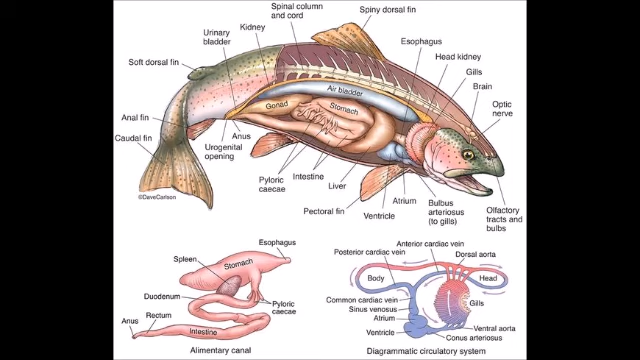 Spinal column
and cord
Spiny dorsal fin
Kidney
Urinary
bladder
Esophagus
Head kidney
Soft dorsal fin
Gills
Brain
Air bladder
Optic
nerve
Gonad
Stomach
Anal fin
Anus
Caudal fin
Urogenital
opening
Pyloric
caecae
Intestine
Liver
Atrium
Bulbus
arteriosus
(to gills)
Pectoral fin
Ventricle
Olfactory
tracts and
bulbs
©DaveCarlson
Esophagus
Spleen
Stomach
Duodenum
Pyloric
caecae
Rectum
Anus
Intestine
Alimentary canal
Anterior cardiac vein
Posterior cardiac vein
Dorsal aorta
Body
Head
Common cardiac vein
Gills
Sinus venosus
Atrium
Ventricle
Ventral aorta
Conus arteriosus
Diagrammatic circulatory system